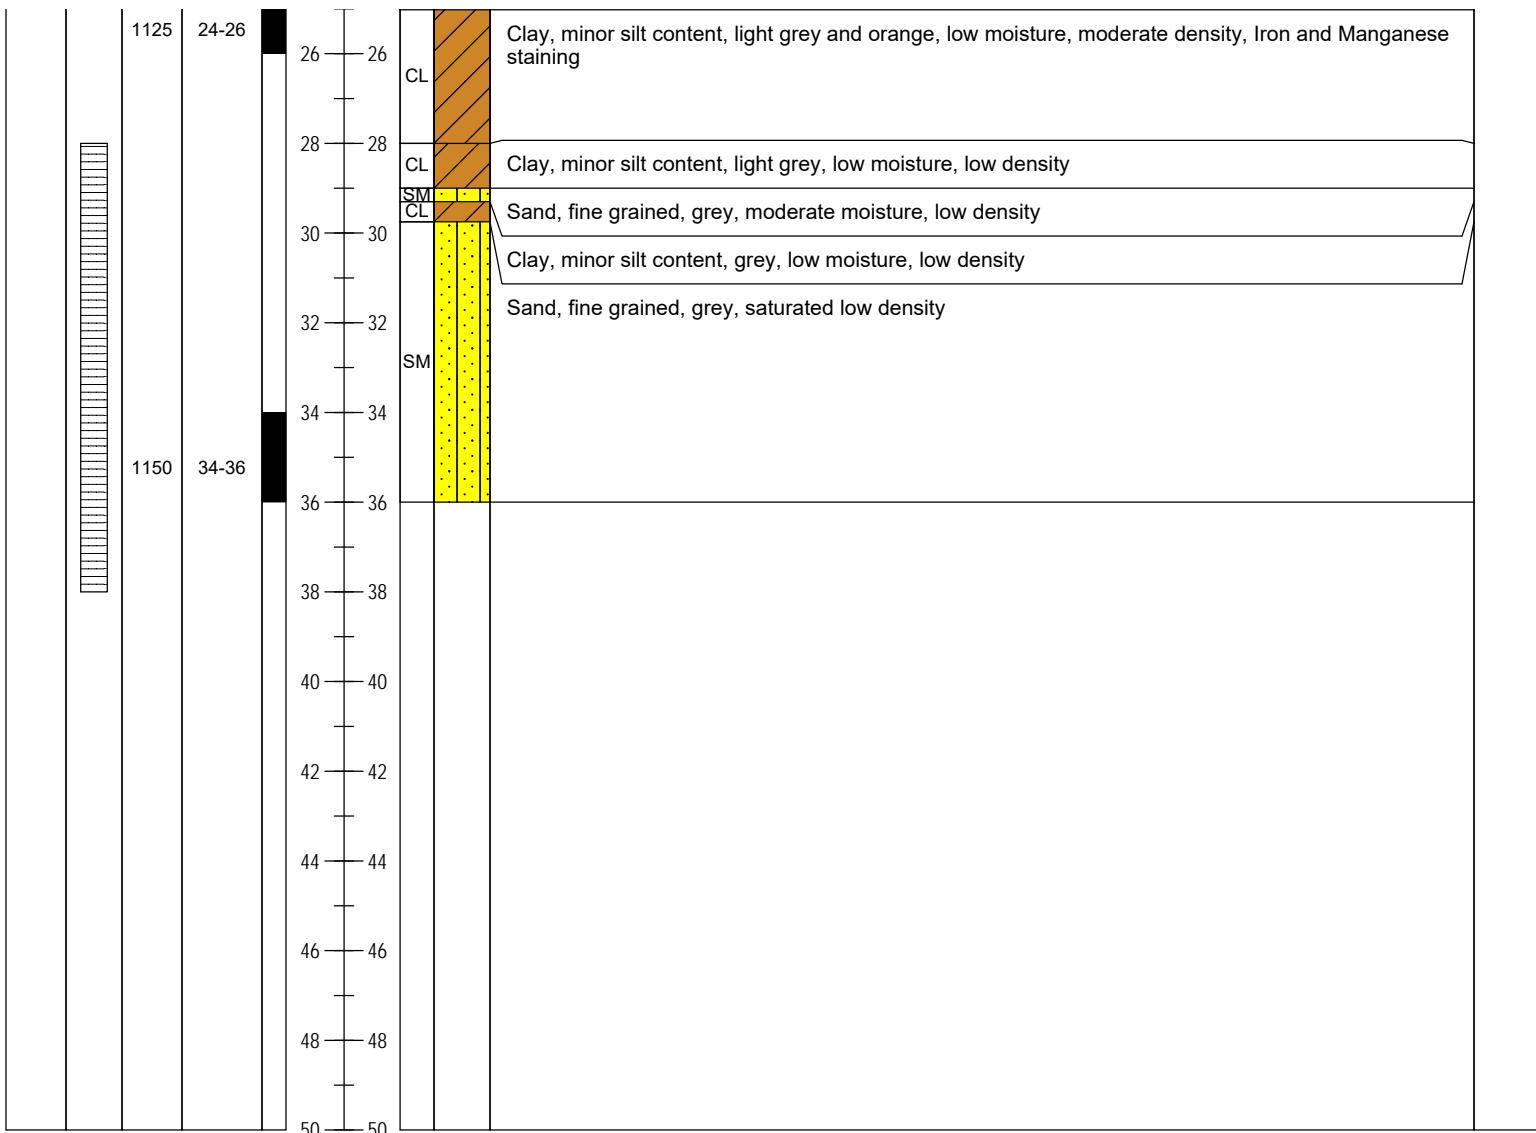 1125 24-26
Clay, minor silt content, light grey and orange, low moisture, moderate density, Iron and Manganese
staining
26 26
CL
28 28
CL Clay, minor silt content, light grey, low moisture, low density
SM
CL Sand, fine grained, grey, moderate moisture, low density
30 30
Clay, minor silt content, grey, low moisture, low density
Sand, fine grained, grey, saturated low density
32 32
SM
34 34
1150 34-36
36 36
38 38
40 40
42 42
44 44
46 46
48 48
50 50